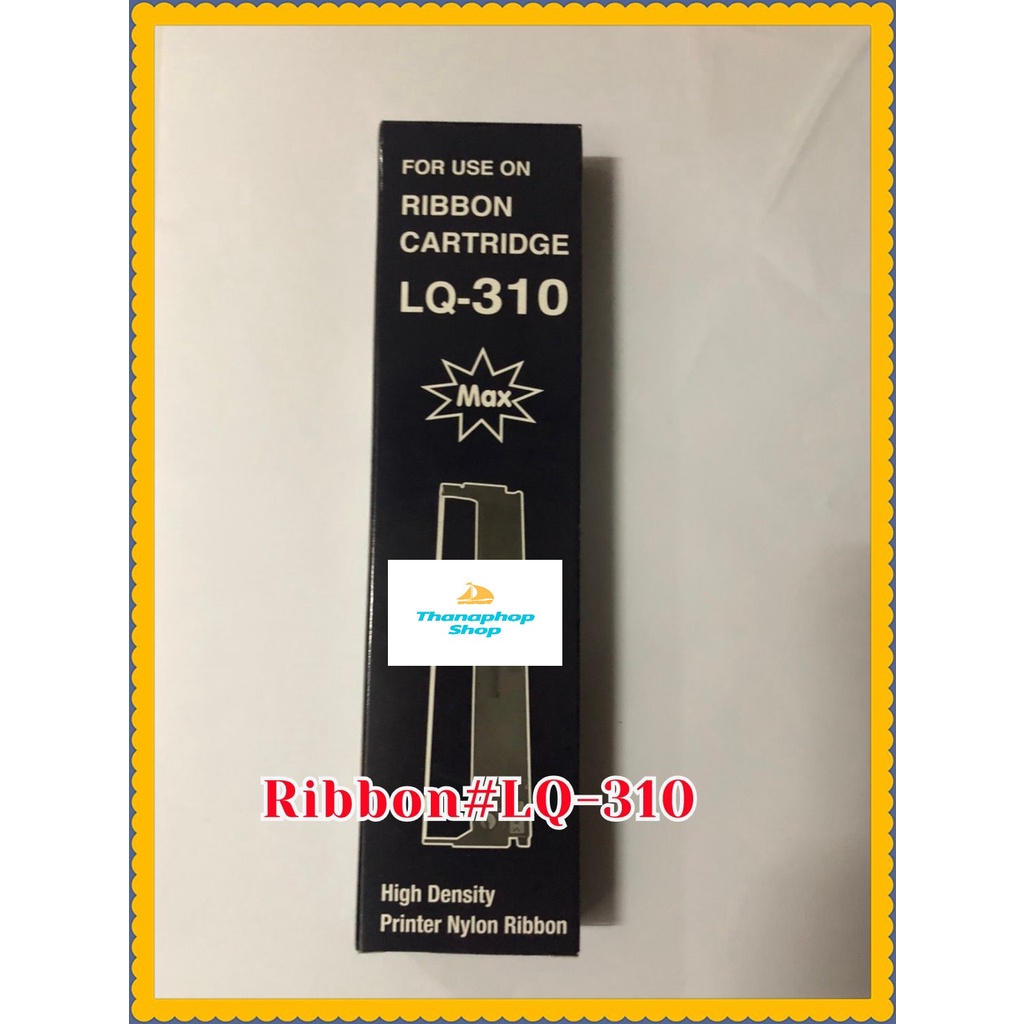 FOR USE ON
RIBBON
CARTRIDGE
LQ-310
Max
Thanaphop
Shop
Ribbon#LQ-310
High Density
Printer Nylon Ribbon